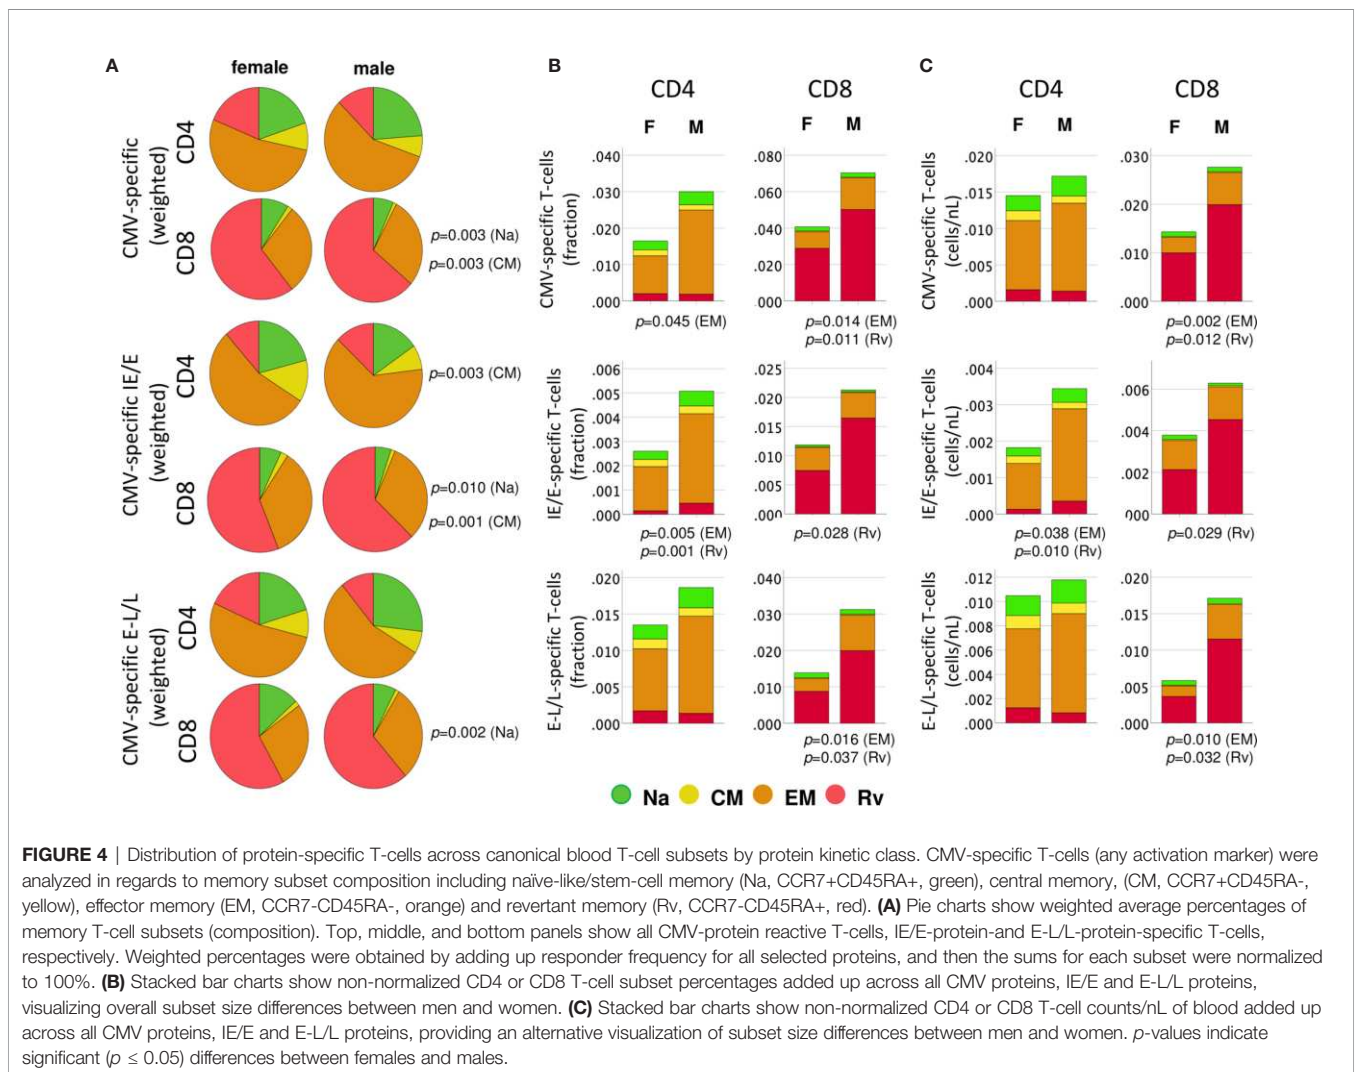 A
female
male
CMV-specific
(weighted)
CD4
CD8
p=0.003 (Na)
p=0.003 (CM)
CMV-specific IE/E
(weighted)
CD4
p=0.003 (CM)
CD8
p=0.010 (Na)
p=0.001 (CM)
CMV-specific E-L/L
(weighted)
CD4
CD8
p=0.002 (Na)
B
CD4
CD8
F
M
F
M
CMV-specific T-cells
(fraction)
.040
.030
.020
.010
.000
p=0.045 (EM)
.080
.060
.040
.020
.000
p=0.014 (EM)
p=0.011 (Rv)
IE/E-specific T-cells
(fraction)
.006
.005
.004
.003
.002
.001
.000
p=0.005 (EM)
p=0.001 (Rv)
.025
.020
.015
.010
.005
.000
p=0.028 (Rv)
E-L/L-specific T-cells
(fraction)
.020
.015
.010
.005
.000
.040
.030
.020
.010
.000
p=0.016 (EM)
p=0.037 (Rv)
C
CD4
CD8
F
M
F
M
CMV-specific T-cells
(cells/nL)
.020
.015
.010
.005
.000
.030
.020
.010
.000
p=0.002 (EM)
p=0.012 (Rv)
IE/E-specific T-cells
(cells/nL)
.004
.003
.002
.001
.000
p=0.038 (EM)
p=0.010 (Rv)
.006
.004
.002
.000
p=0.029 (Rv)
E-L/L-specific T-cells
(cells/nL)
.012
.010
.008
.006
.004
.002
.000
.020
.015
.010
.005
.000
p=0.010 (EM)
p=0.032 (Rv)
Na CM EM Rv
FIGURE 4 | Distribution of protein-specific T-cells across canonical blood T-cell subsets by protein kinetic class. CMV-specific T-cells (any activation marker) were
analyzed in regards to memory subset composition including naïve-like/stem-cell memory (Na, CCR7+CD45RA+, green), central memory, (CM, CCR7+CD45RA-,
yellow), effector memory (EM, CCR7-CD45RA-, orange) and revertant memory (Rv, CCR7-CD45RA+, red). (A) Pie charts show weighted average percentages of
memory T-cell subsets (composition). Top, middle, and bottom panels show all CMV-protein reactive T-cells, IE/E-protein-and E-L/L-protein-specific T-cells,
respectively. Weighted percentages were obtained by adding up responder frequency for all selected proteins, and then the sums for each subset were normalized
to 100%. (B) Stacked bar charts show non-normalized CD4 or CD8 T-cell subset percentages added up across all CMV proteins, IE/E and E-L/L proteins,
visualizing overall subset size differences between men and women. (C) Stacked bar charts show non-normalized CD4 or CD8 T-cell counts/nL of blood added up
across all CMV proteins, IE/E and E-L/L proteins, providing an alternative visualization of subset size differences between men and women. p-values indicate
significant (p ≤ 0.05) differences between females and males.